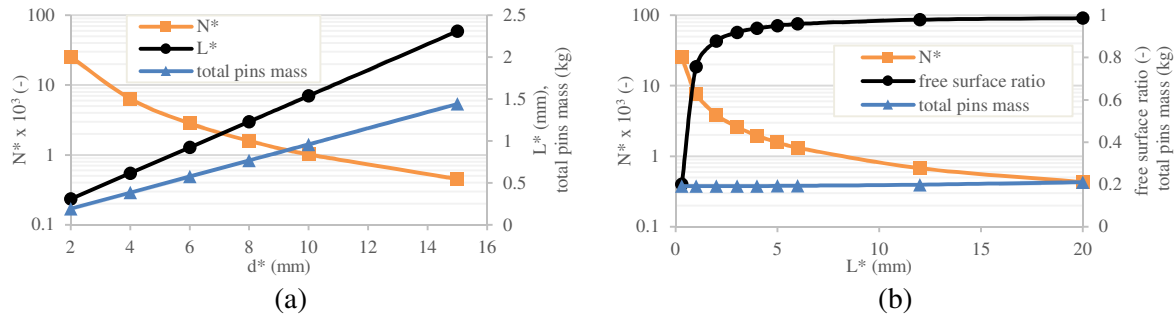 N*
L*
total pins mass
100
10
1
0.1
N* x 10³ (-)
2.5
2
1.5
1
0.5
0
L* (mm),
total pins mass (kg)
2 4 6 8 10 12 14 16
d* (mm)
(a)
N*
free surface ratio
total pins mass
100
10
1
0.1
N* x 10³ (-)
1
0.8
0.6
0.4
0.2
0
free surface ratio (-)
total pins mass (kg)
0 5 10 15 20
L* (mm)
(b)